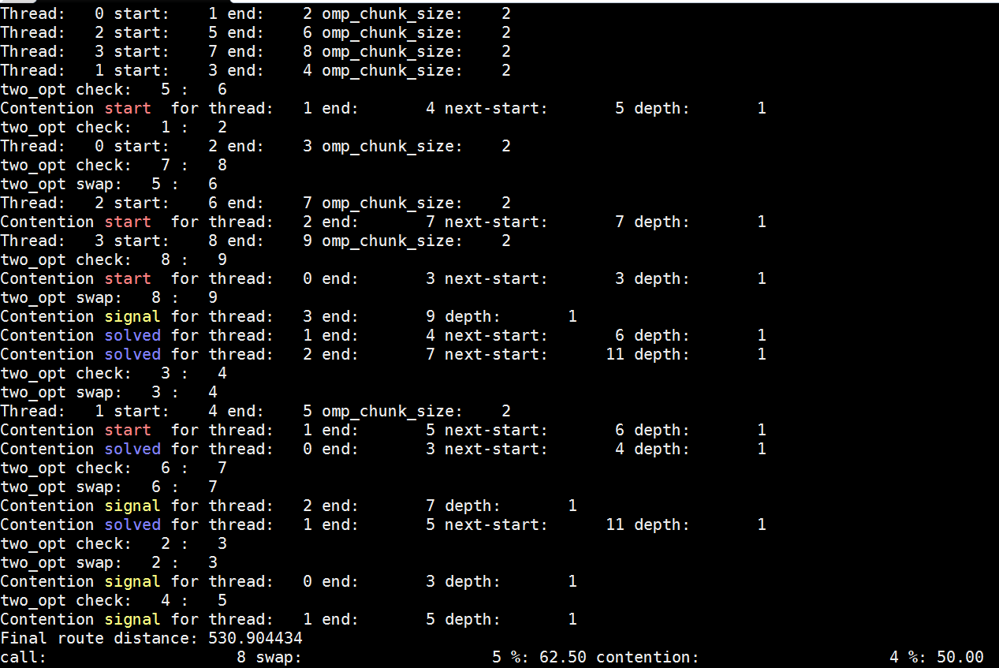 Thread:   0 start:    1 end:    2 omp_chunk_size:    2
Thread:   2 start:    5 end:    6 omp_chunk_size:    2
Thread:   3 start:    7 end:    8 omp_chunk_size:    2
Thread:   1 start:    3 end:    4 omp_chunk_size:    2
two_opt check:   5 :   6
Contention start  for thread:   1 end:       4 next-start:       5 depth:       1
two_opt check:   1 :   2
Thread:   0 start:    2 end:    3 omp_chunk_size:    2
two_opt check:   7 :   8
two_opt swap:   5 :   6
Thread:   2 start:    6 end:    7 omp_chunk_size:    2
Contention start  for thread:   2 end:       7 next-start:       7 depth:       1
Thread:   3 start:    8 end:    9 omp_chunk_size:    2
two_opt check:   8 :   9
Contention start  for thread:   0 end:       3 next-start:       3 depth:       1
two_opt swap:   8 :   9
Contention signal for thread:   3 end:       9 depth:       1
Contention solved for thread:   1 end:       4 next-start:       6 depth:       1
Contention solved for thread:   2 end:       7 next-start:      11 depth:       1
two_opt check:   3 :   4
two_opt swap:   3 :   4
Thread:   1 start:    4 end:    5 omp_chunk_size:    2
Contention start  for thread:   1 end:       5 next-start:       6 depth:       1
Contention solved for thread:   0 end:       3 next-start:       4 depth:       1
two_opt check:   6 :   7
two_opt swap:   6 :   7
Contention signal for thread:   2 end:       7 depth:       1
Contention solved for thread:   1 end:       5 next-start:      11 depth:       1
two_opt check:   2 :   3
two_opt swap:   2 :   3
Contention signal for thread:   0 end:       3 depth:       1
two_opt check:   4 :   5
Contention signal for thread:   1 end:       5 depth:       1
Final route distance: 530.904434
call:                    8 swap:                    5 %: 62.50 contention:                    4 %: 50.00